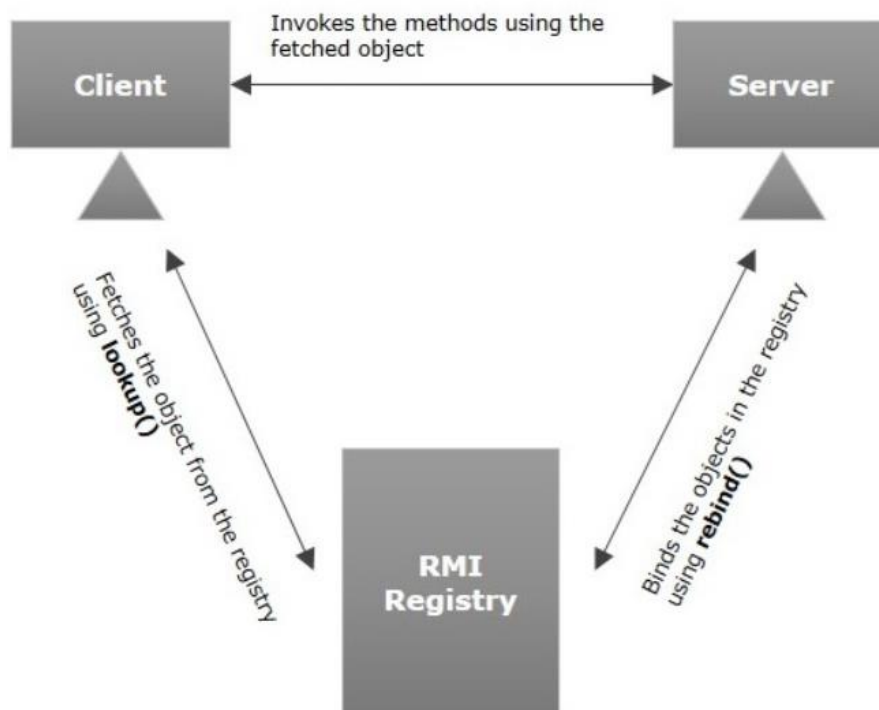 Invokes the methods using the
fetched object
Client
Server
Fetches the object from the registry
using lookup()
Binds the objects in the registry
using rebind()
RMI
Registry